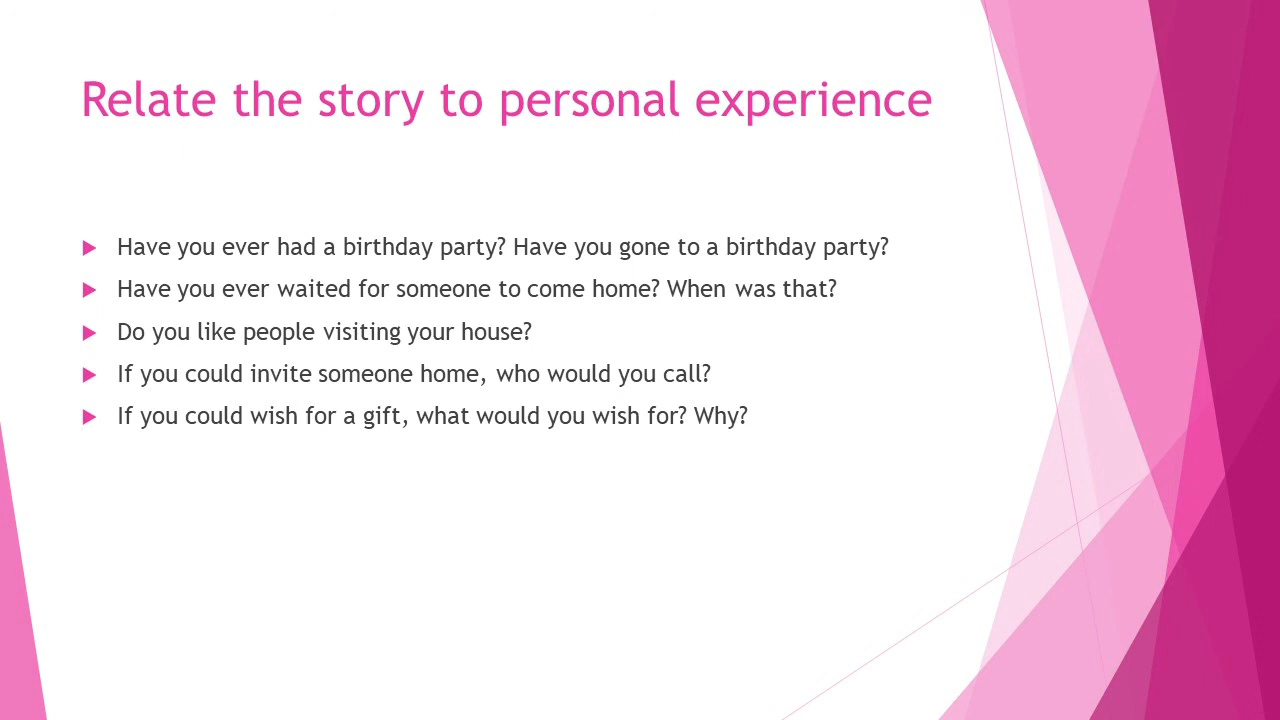 Relate the story to personal experience
Have you ever had a birthday party? Have you gone to a birthday party?
Have you ever waited for someone to come home? When was that?
Do you like people visiting your house?
If you could invite someone home, who would you call?
If you could wish for a gift, what would you wish for? Why?